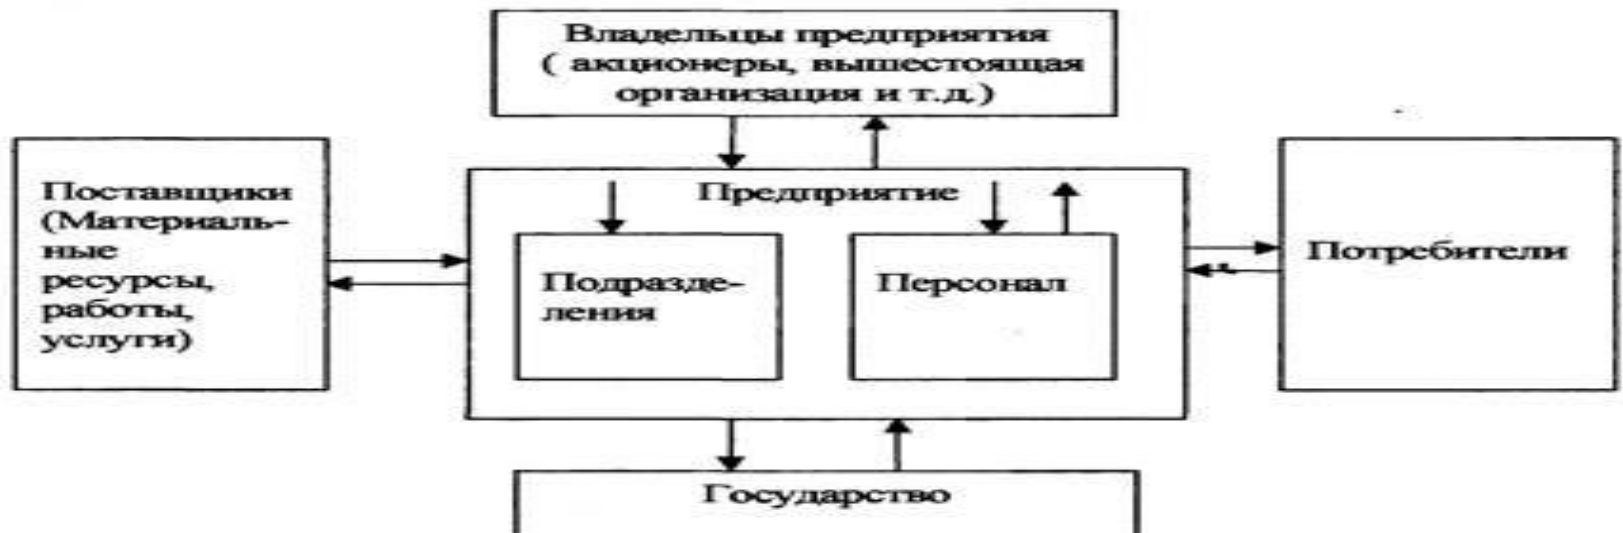 Владельцы предприятия
( акционеры, вышестоящая
организация и т.д.)
Поставщики
(Материаль-
ные
ресурсы,
работы,
услуги)
Предприятие
Подразде-
ления
Персонал
Потребители
Государство